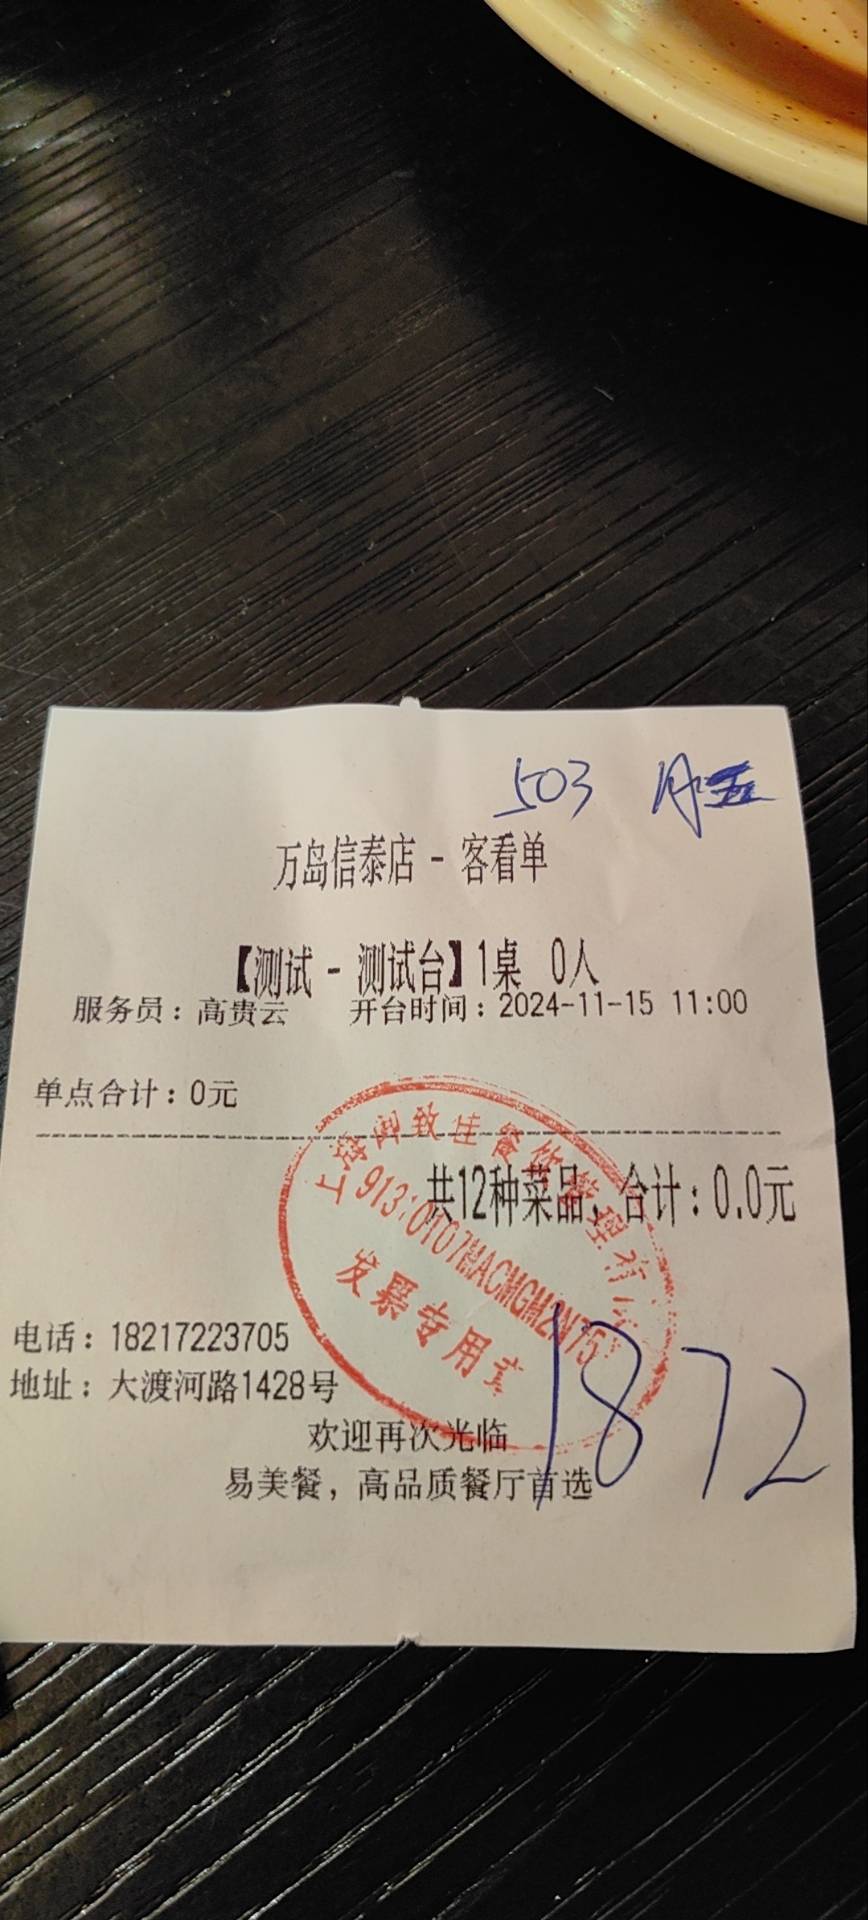 503
万岛信泰店 - 客看单
【测试 - 测试台】1桌 0人
服务员：高贵云 开台时间：2024-11-15 11:00
单点合计：0元
共12种菜品，合计：0.0元
发票专用章
电话：18217223705
地址：大渡河路1428号
1872
欢迎再次光临
易美餐，高品质餐厅首选